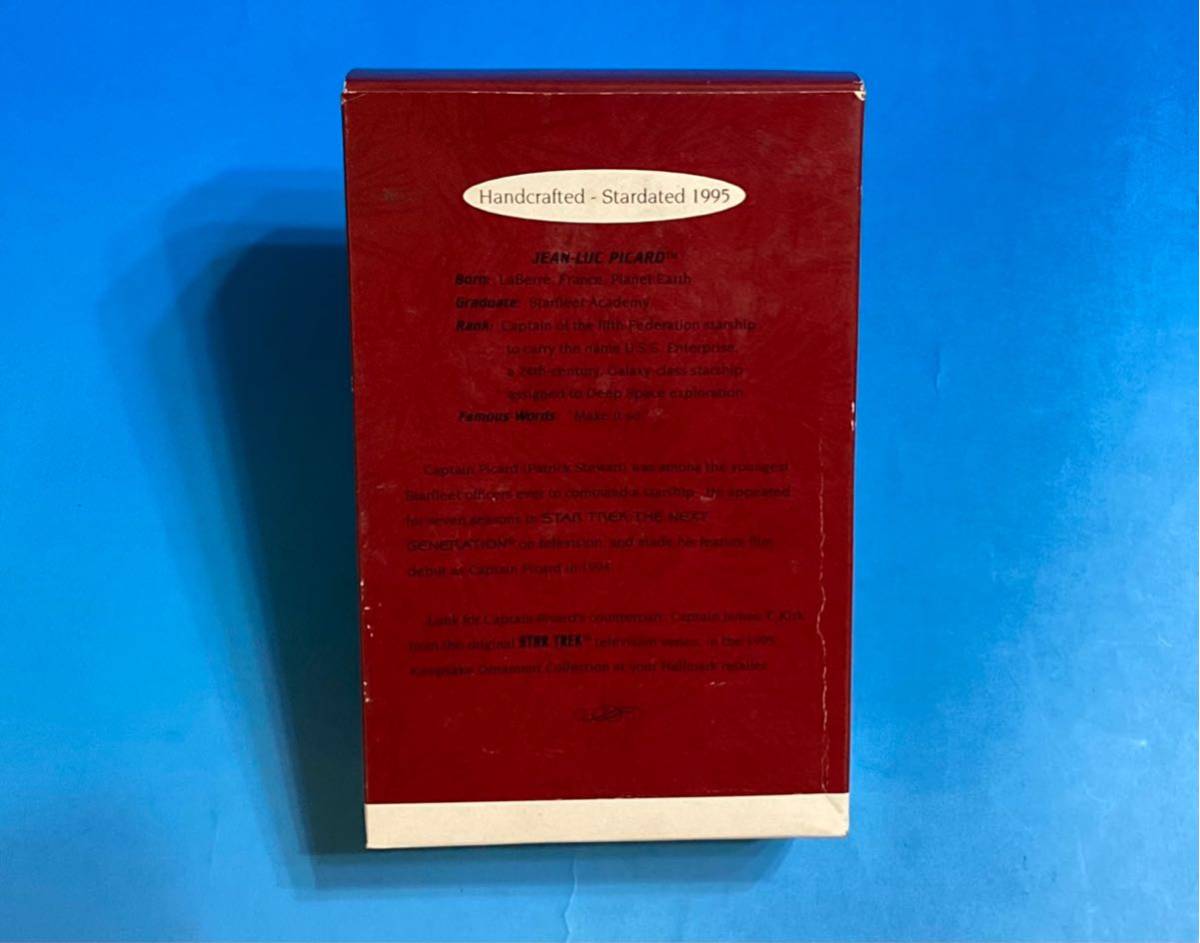 Handcrafted - Stardated 1995
JEAN-LUC PICARD™
Born: LaBerre, France, Planet Earth
Graduate: Starfleet Academy
Rank: Captain of the fifth Federation starship
to carry the name U.S.S. Enterprise,
a 24th-century, Galaxy-class starship
assigned to Deep Space exploration
Famous Words: "Make it so."
Captain Picard (Patrick Stewart) was among the youngest
Starfleet officers ever to command a starship. He appeared
for seven seasons in STAR TREK: THE NEXT
GENERATION® on television, and made his feature film
debut as Captain Picard in 1994.
Look for Captain Picard's counterpart, Captain James T. Kirk
from the original STAR TREK™ television series, in the 1995
Keepsake Ornament Collection at your Hallmark retailer.